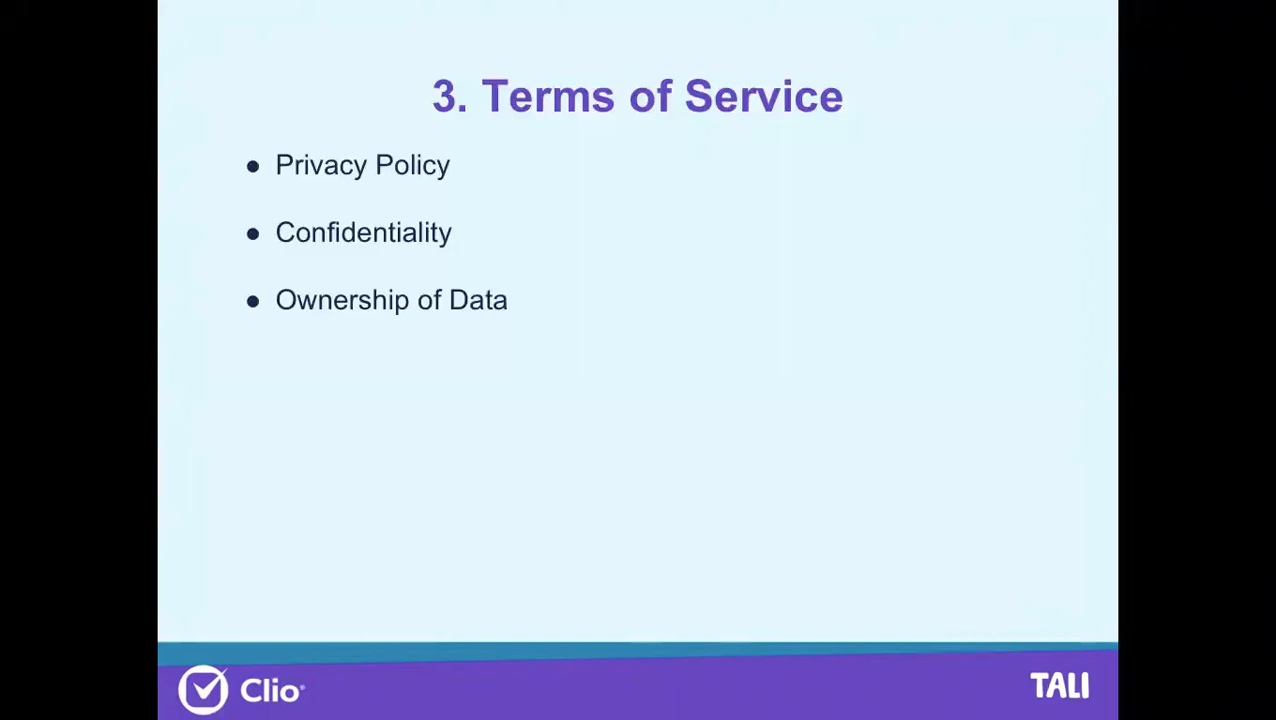 3. Terms of Service
● Privacy Policy
● Confidentiality
● Ownership of Data
Clio®
TALI